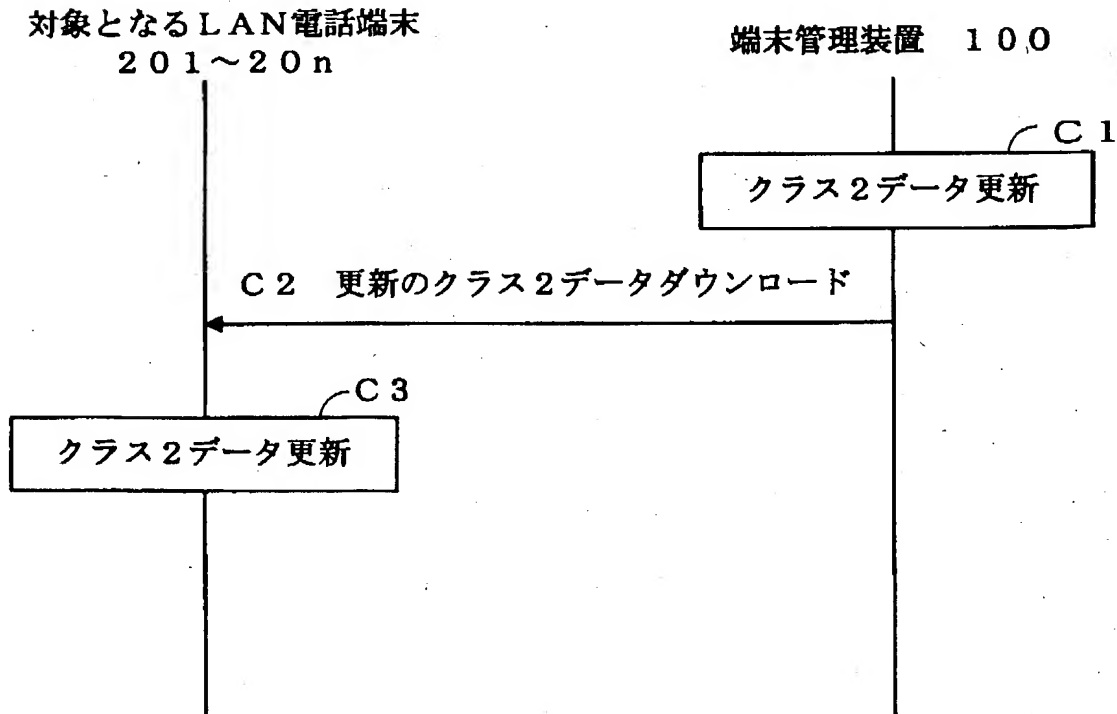 対象となるLAN電話端末
201~20n
端末管理装置 100
C1
クラス2データ更新
C2 更新のクラス2データダウンロード
C3
クラス2データ更新